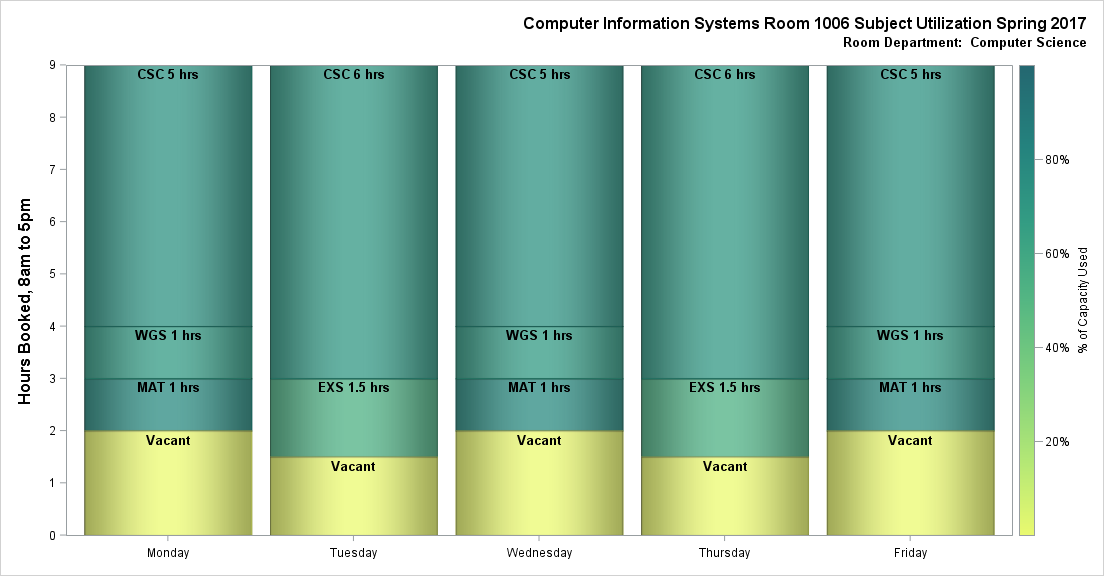 Computer Information Systems Room 1006 Subject Utilization Spring 2017
Room Department:  Computer Science
Hours Booked, 8am to 5pm
9
8
7
6
5
4
3
2
1
0
CSC 5 hrs
WGS 1 hrs
MAT 1 hrs
Vacant
CSC 6 hrs
EXS 1.5 hrs
Vacant
CSC 5 hrs
WGS 1 hrs
MAT 1 hrs
Vacant
CSC 6 hrs
EXS 1.5 hrs
Vacant
CSC 5 hrs
WGS 1 hrs
MAT 1 hrs
Vacant
Monday
Tuesday
Wednesday
Thursday
Friday
80%
60%
40%
20%
% of Capacity Used